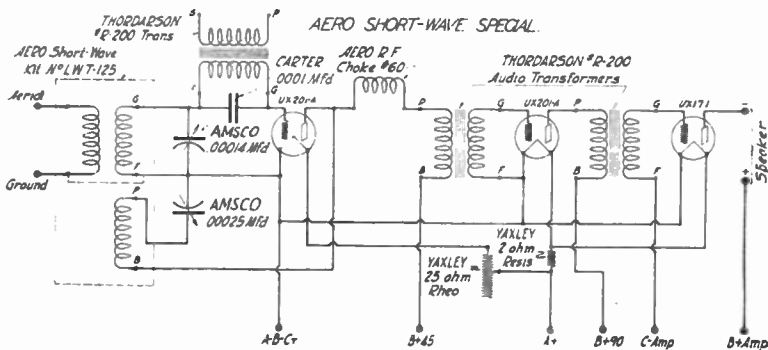 AERO SHORT-WAVE SPECIAL.
THORDARSON
#R-200 Trans
S
P
AERO Short-Wave
Kit No LWT-125
CARTER
.0001 Mfd
AERO R F
Choke #60
THORDARSON #R-200
Audio Transformers
Aerial
G
G
UX201-A
P
G
UX201-A
P
G
UX171
-
AMSCO
.00014 Mfd
Speaker
Ground
F
B
F
B
F
+
P
AMSCO
.00025 Mfd
B
YAXLEY
25 ohm
Rheo
YAXLEY
2 ohm
Resis
A-B-C+
B+45
A+
B+90
C-Amp
B+Amp